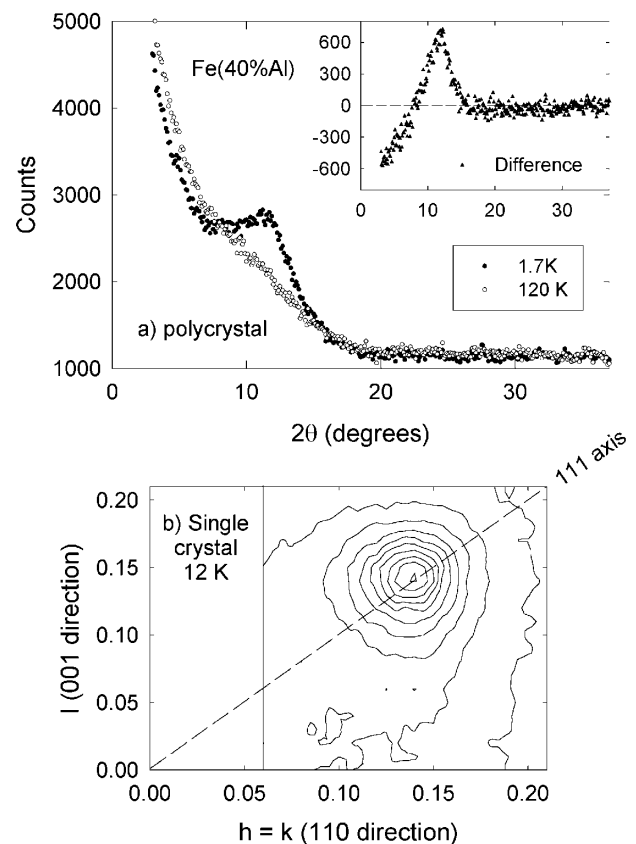 5000
4000
3000
2000
1000
Counts
Fe(40%Al)
a) polycrystal
0
10
20
30
2θ (degrees)
600
300
0
-300
-600
Difference
0
10
20
30
1.7K
120 K
b) Single
crystal
12 K
111 axis
0.20
0.15
0.10
0.05
0.00
l (001 direction)
0.00
0.05
0.10
0.15
0.20
h = k (110 direction)